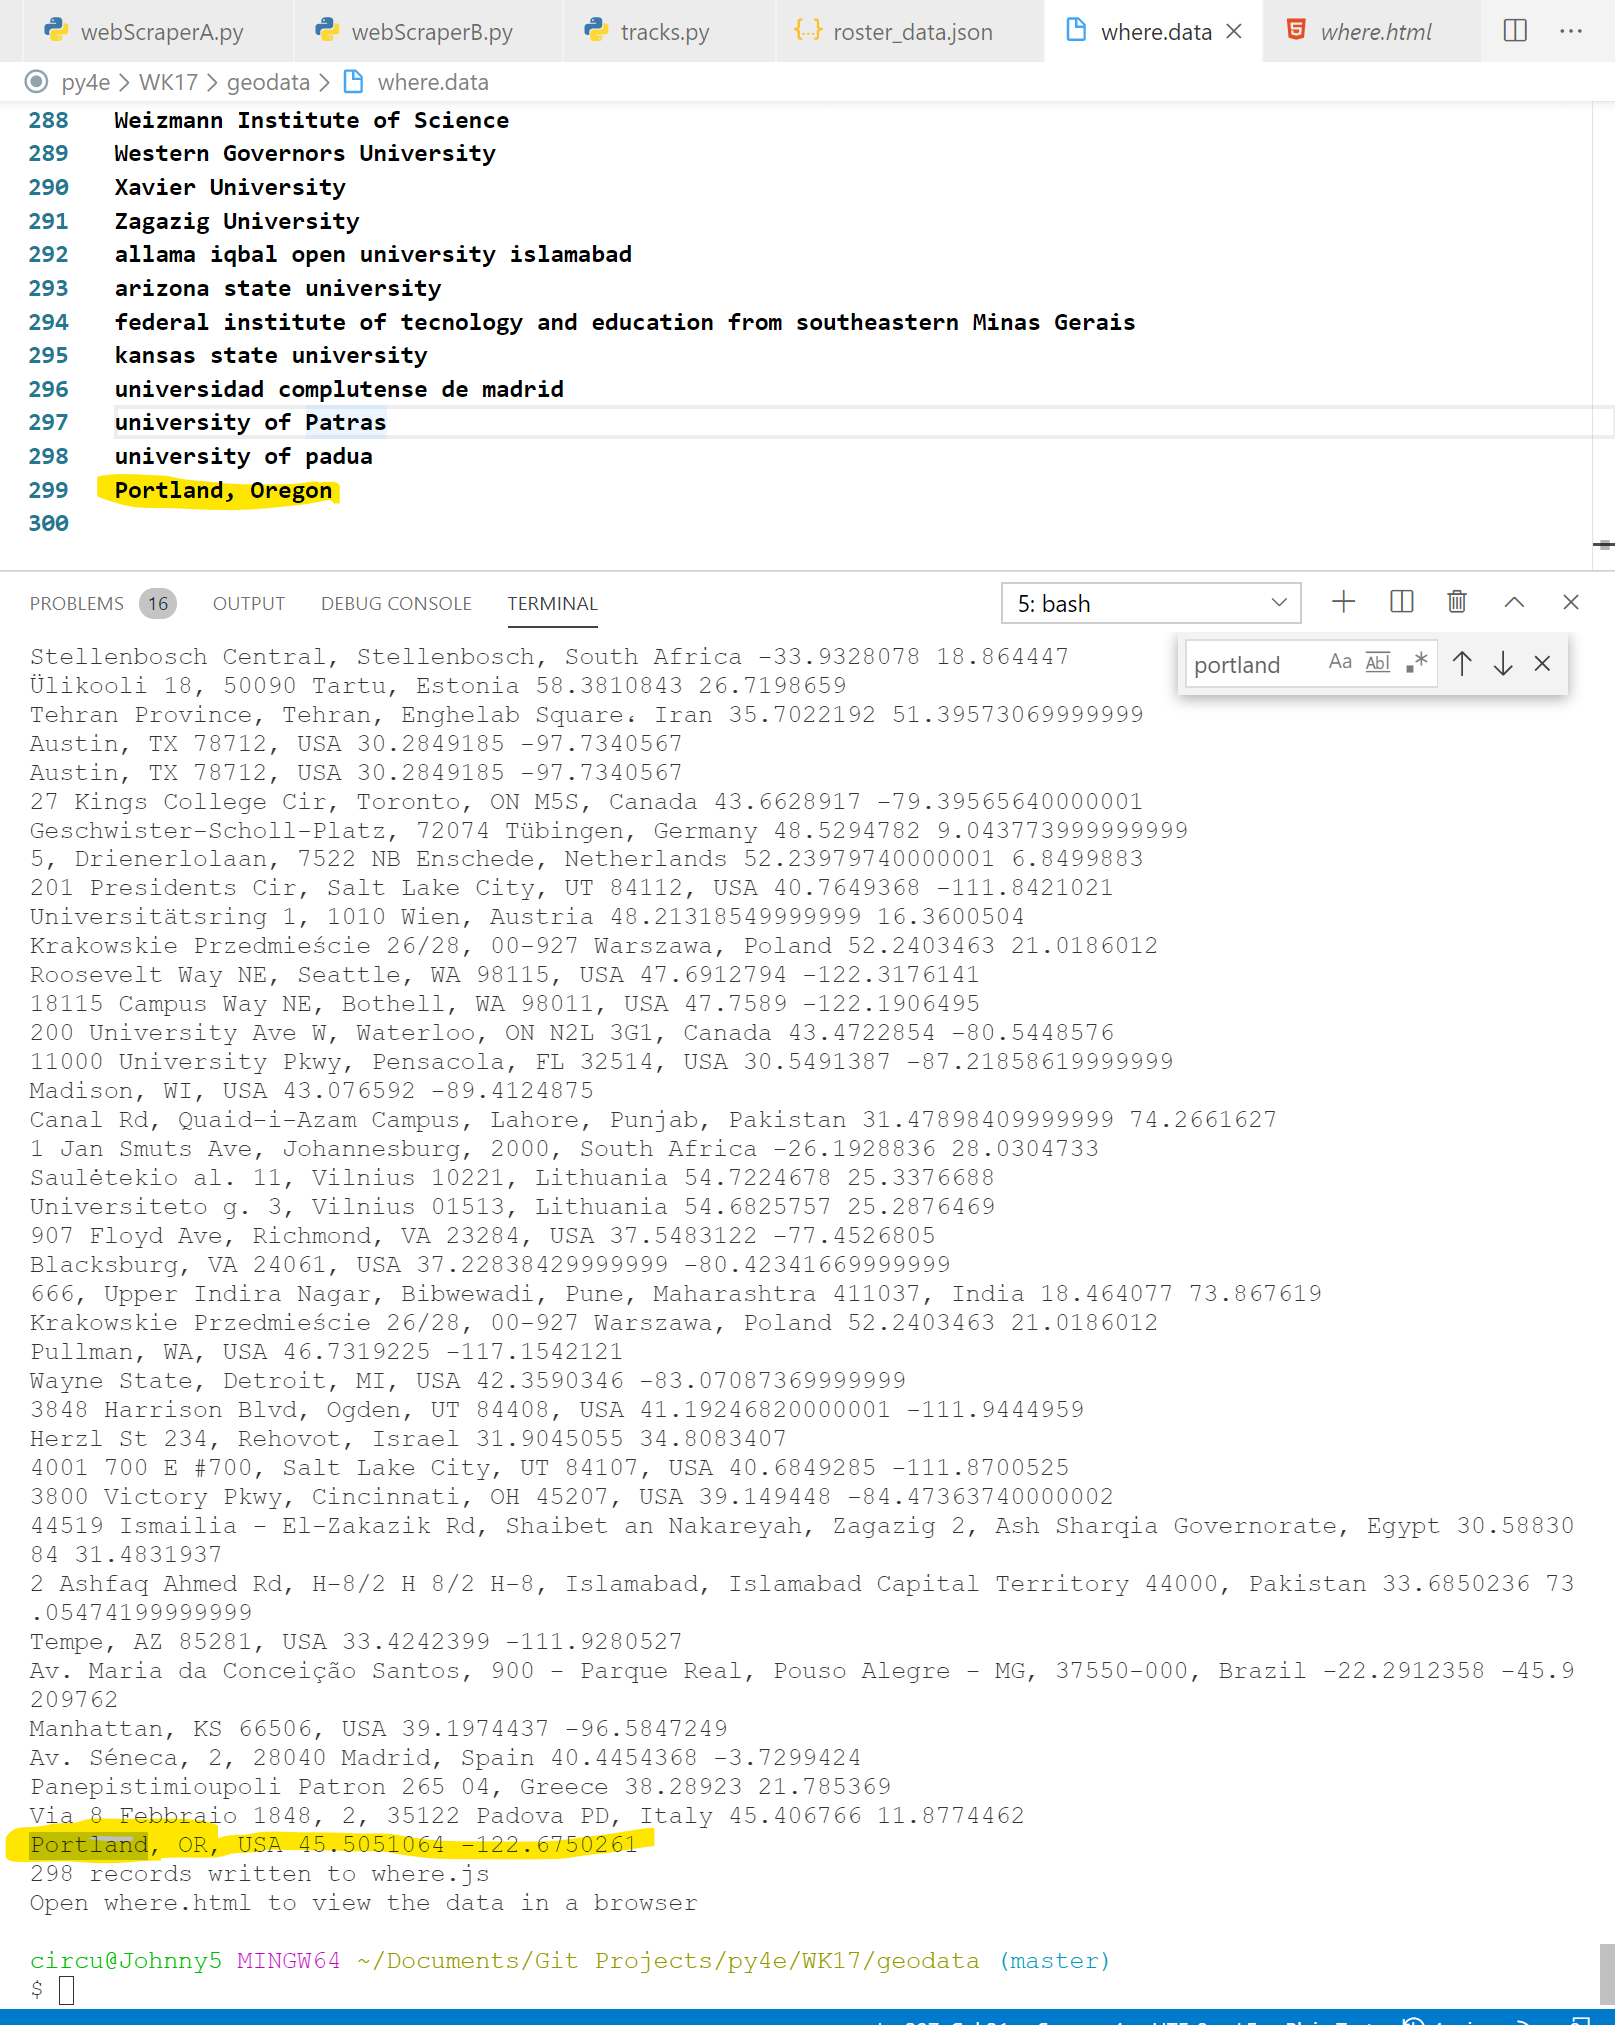 webScraperA.py webScraperB.py tracks.py {..} roster_data.json where.data where.html
py4e > WK17 > geodata > where.data
288 Weizmann Institute of Science
289 Western Governors University
290 Xavier University
291 Zagazig University
292 allama iqbal open university islamabad
293 arizona state university
294 federal institute of tecnology and education from southeastern Minas Gerais
295 kansas state university
296 universidad complutense de madrid
297 university of Patras
298 university of padua
299 Portland, Oregon
300
PROBLEMS 16 OUTPUT DEBUG CONSOLE TERMINAL 5: bash
portland Aa Abl .*
Stellenbosch Central, Stellenbosch, South Africa -33.9328078 18.864447
Ülikooli 18, 50090 Tartu, Estonia 58.3810843 26.7198659
Tehran Province, Tehran, Enghelab Square، Iran 35.7022192 51.39573069999999
Austin, TX 78712, USA 30.2849185 -97.7340567
Austin, TX 78712, USA 30.2849185 -97.7340567
27 Kings College Cir, Toronto, ON M5S, Canada 43.6628917 -79.39565640000001
Geschwister-Scholl-Platz, 72074 Tübingen, Germany 48.5294782 9.043773999999999
5, Drienerlolaan, 7522 NB Enschede, Netherlands 52.23979740000001 6.8499883
201 Presidents Cir, Salt Lake City, UT 84112, USA 40.7649368 -111.8421021
Universitätsring 1, 1010 Wien, Austria 48.21318549999999 16.3600504
Krakowskie Przedmieście 26/28, 00-927 Warszawa, Poland 52.2403463 21.0186012
Roosevelt Way NE, Seattle, WA 98115, USA 47.6912794 -122.3176141
18115 Campus Way NE, Bothell, WA 98011, USA 47.7589 -122.1906495
200 University Ave W, Waterloo, ON N2L 3G1, Canada 43.4722854 -80.5448576
11000 University Pkwy, Pensacola, FL 32514, USA 30.5491387 -87.21858619999999
Madison, WI, USA 43.076592 -89.4124875
Canal Rd, Quaid-i-Azam Campus, Lahore, Punjab, Pakistan 31.47898409999999 74.2661627
1 Jan Smuts Ave, Johannesburg, 2000, South Africa -26.1928836 28.0304733
Saulėtekio al. 11, Vilnius 10221, Lithuania 54.7224678 25.3376688
Universiteto g. 3, Vilnius 01513, Lithuania 54.6825757 25.2876469
907 Floyd Ave, Richmond, VA 23284, USA 37.5483122 -77.4526805
Blacksburg, VA 24061, USA 37.22838429999999 -80.42341669999999
666, Upper Indira Nagar, Bibwewadi, Pune, Maharashtra 411037, India 18.464077 73.867619
Krakowskie Przedmieście 26/28, 00-927 Warszawa, Poland 52.2403463 21.0186012
Pullman, WA, USA 46.7319225 -117.1542121
Wayne State, Detroit, MI, USA 42.3590346 -83.07087369999999
3848 Harrison Blvd, Ogden, UT 84408, USA 41.19246820000001 -111.9444959
Herzl St 234, Rehovot, Israel 31.9045055 34.8083407
4001 700 E #700, Salt Lake City, UT 84107, USA 40.6849285 -111.8700525
3800 Victory Pkwy, Cincinnati, OH 45207, USA 39.149448 -84.47363740000002
44519 Ismailia - El-Zakazik Rd, Shaibet an Nakareyah, Zagazig 2, Ash Sharqia Governorate, Egypt 30.58830
84 31.4831937
2 Ashfaq Ahmed Rd, H-8/2 H 8/2 H-8, Islamabad, Islamabad Capital Territory 44000, Pakistan 33.6850236 73
.05474199999999
Tempe, AZ 85281, USA 33.4242399 -111.9280527
Av. Maria da Conceição Santos, 900 - Parque Real, Pouso Alegre - MG, 37550-000, Brazil -22.2912358 -45.9
209762
Manhattan, KS 66506, USA 39.1974437 -96.5847249
Av. Séneca, 2, 28040 Madrid, Spain 40.4454368 -3.7299424
Panepistimioupoli Patron 265 04, Greece 38.28923 21.785369
Via 8 Febbraio 1848, 2, 35122 Padova PD, Italy 45.406766 11.8774462
Portland, OR, USA 45.5051064 -122.6750261
298 records written to where.js
Open where.html to view the data in a browser
circu@Johnny5 MINGW64 ~/Documents/Git Projects/py4e/WK17/geodata (master)
$